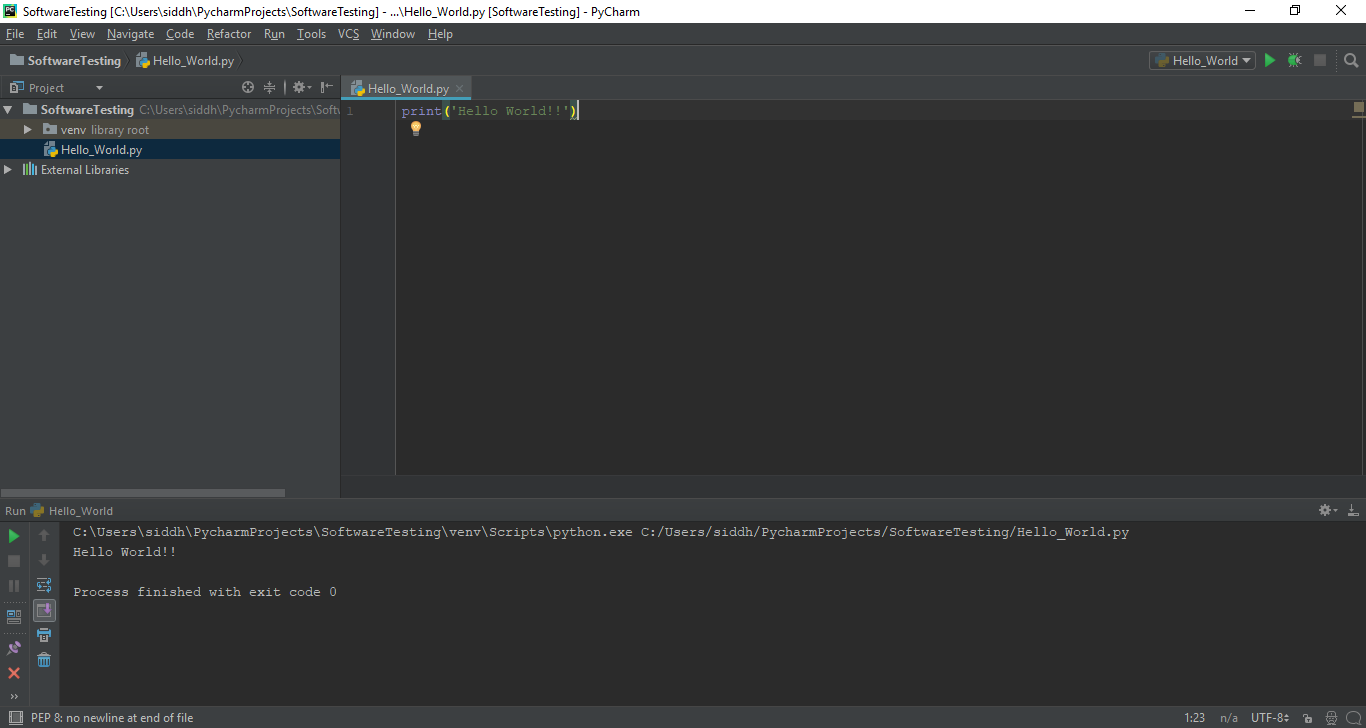 SoftwareTesting [C:\Users\siddh\PycharmProjects\SoftwareTesting] - ...\Hello_World.py [SoftwareTesting] - PyCharm
File Edit View Navigate Code Refactor Run Tools VCS Window Help
SoftwareTesting Hello_World.py Hello_World
Project
Hello_World.py
SoftwareTesting C:\Users\siddh\PycharmProjects\Soft
1 print('Hello World!!')
venv library root
Hello_World.py
External Libraries
Run Hello_World
C:\Users\siddh\PycharmProjects\SoftwareTesting\venv\Scripts\python.exe C:/Users/siddh/PycharmProjects/SoftwareTesting/Hello_World.py
Hello World!!
Process finished with exit code 0
PEP 8: no newline at end of file 1:23 n/a UTF-8